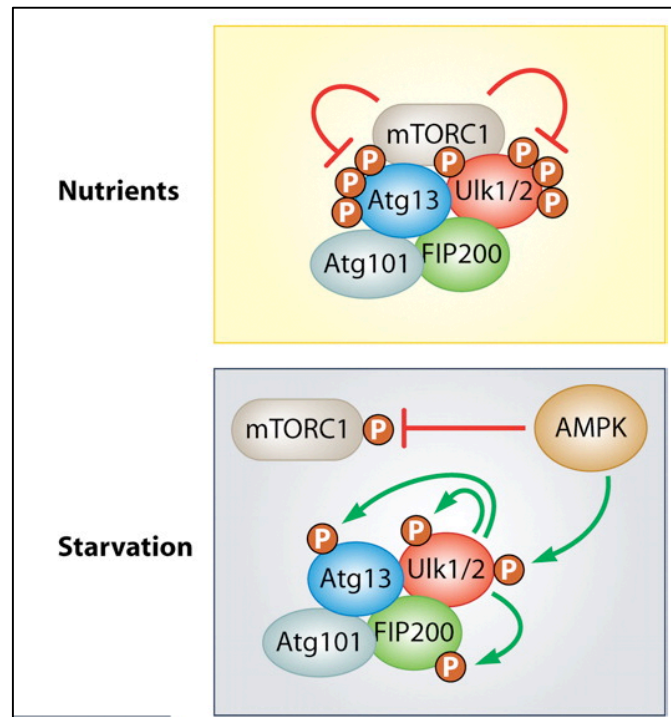 Nutrients
mTORC1
P
P
P
P
P
P
P
Atg13
Ulk1/2
Atg101
FIP200
Starvation
mTORC1
P
AMPK
P
P
Atg13
Ulk1/2
P
Atg101
FIP200
P